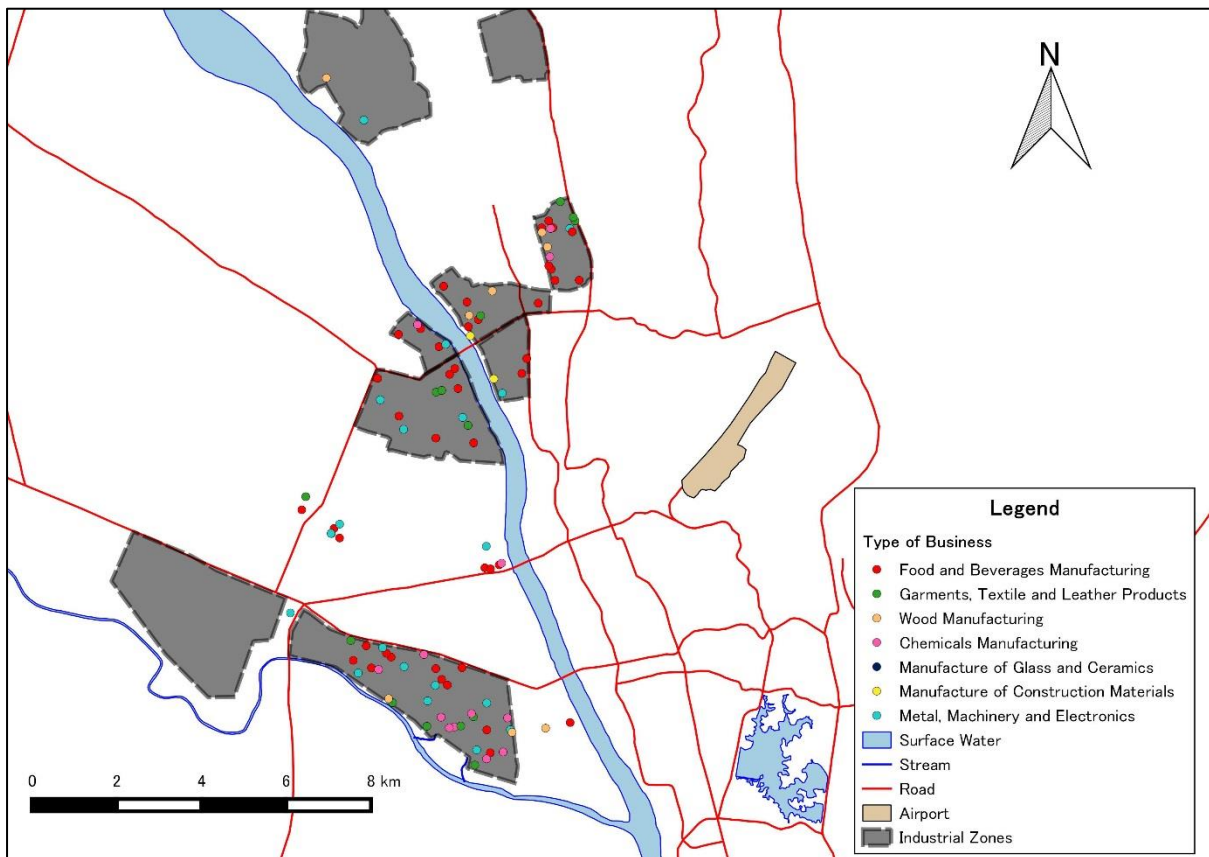 N
Legend
Type of Business
Food and Beverages Manufacturing
Garments, Textile and Leather Products
Wood Manufacturing
Chemicals Manufacturing
Manufacture of Glass and Ceramics
Manufacture of Construction Materials
Metal, Machinery and Electronics
Surface Water
Stream
Road
Airport
Industrial Zones
0 2 4 6 8 km